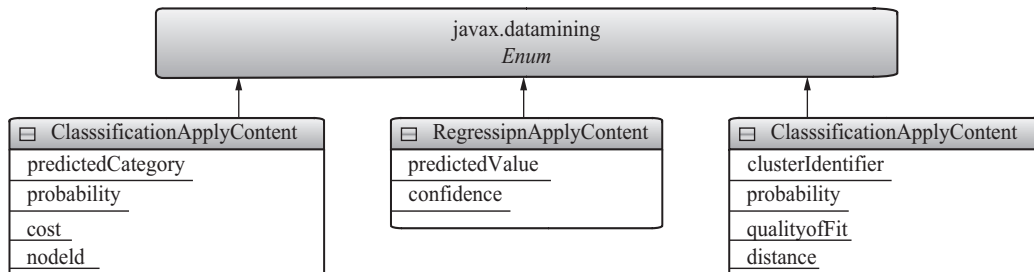 javax.datamining
Enum
ClasssificationApplyContent
predictedCategory
probability
cost
nodeld
RegressipnApplyContent
predictedValue
confidence
ClasssificationApplyContent
clusterIdentifier
probability
qualityofFit
distance